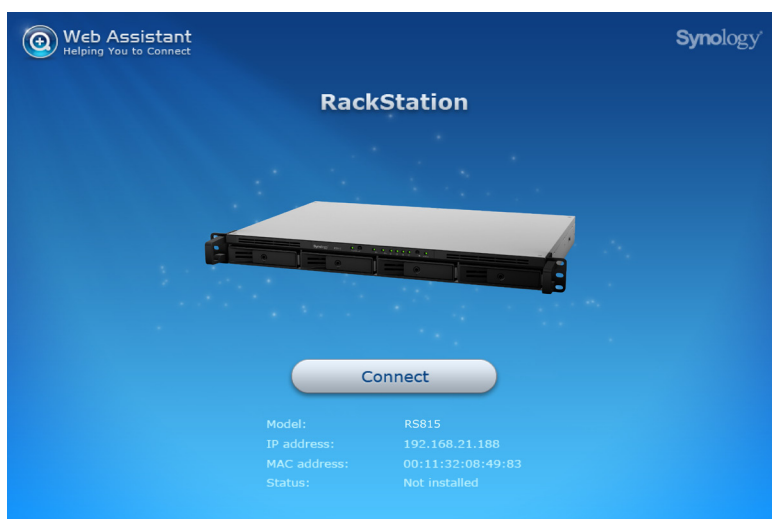 Web Assistant
Helping You to Connect
Synology
RackStation
Synology
Connect
Model: RS815
IP address: 192.168.21.188
MAC address: 00:11:32:08:49:83
Status: Not installed